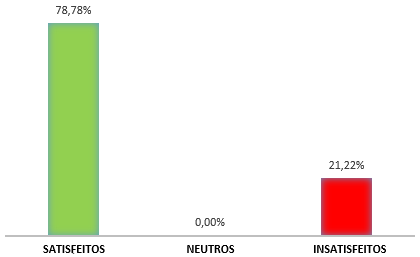 78,78%
21,22%
0,00%
SATISFEITOS NEUTROS INSATISFEITOS